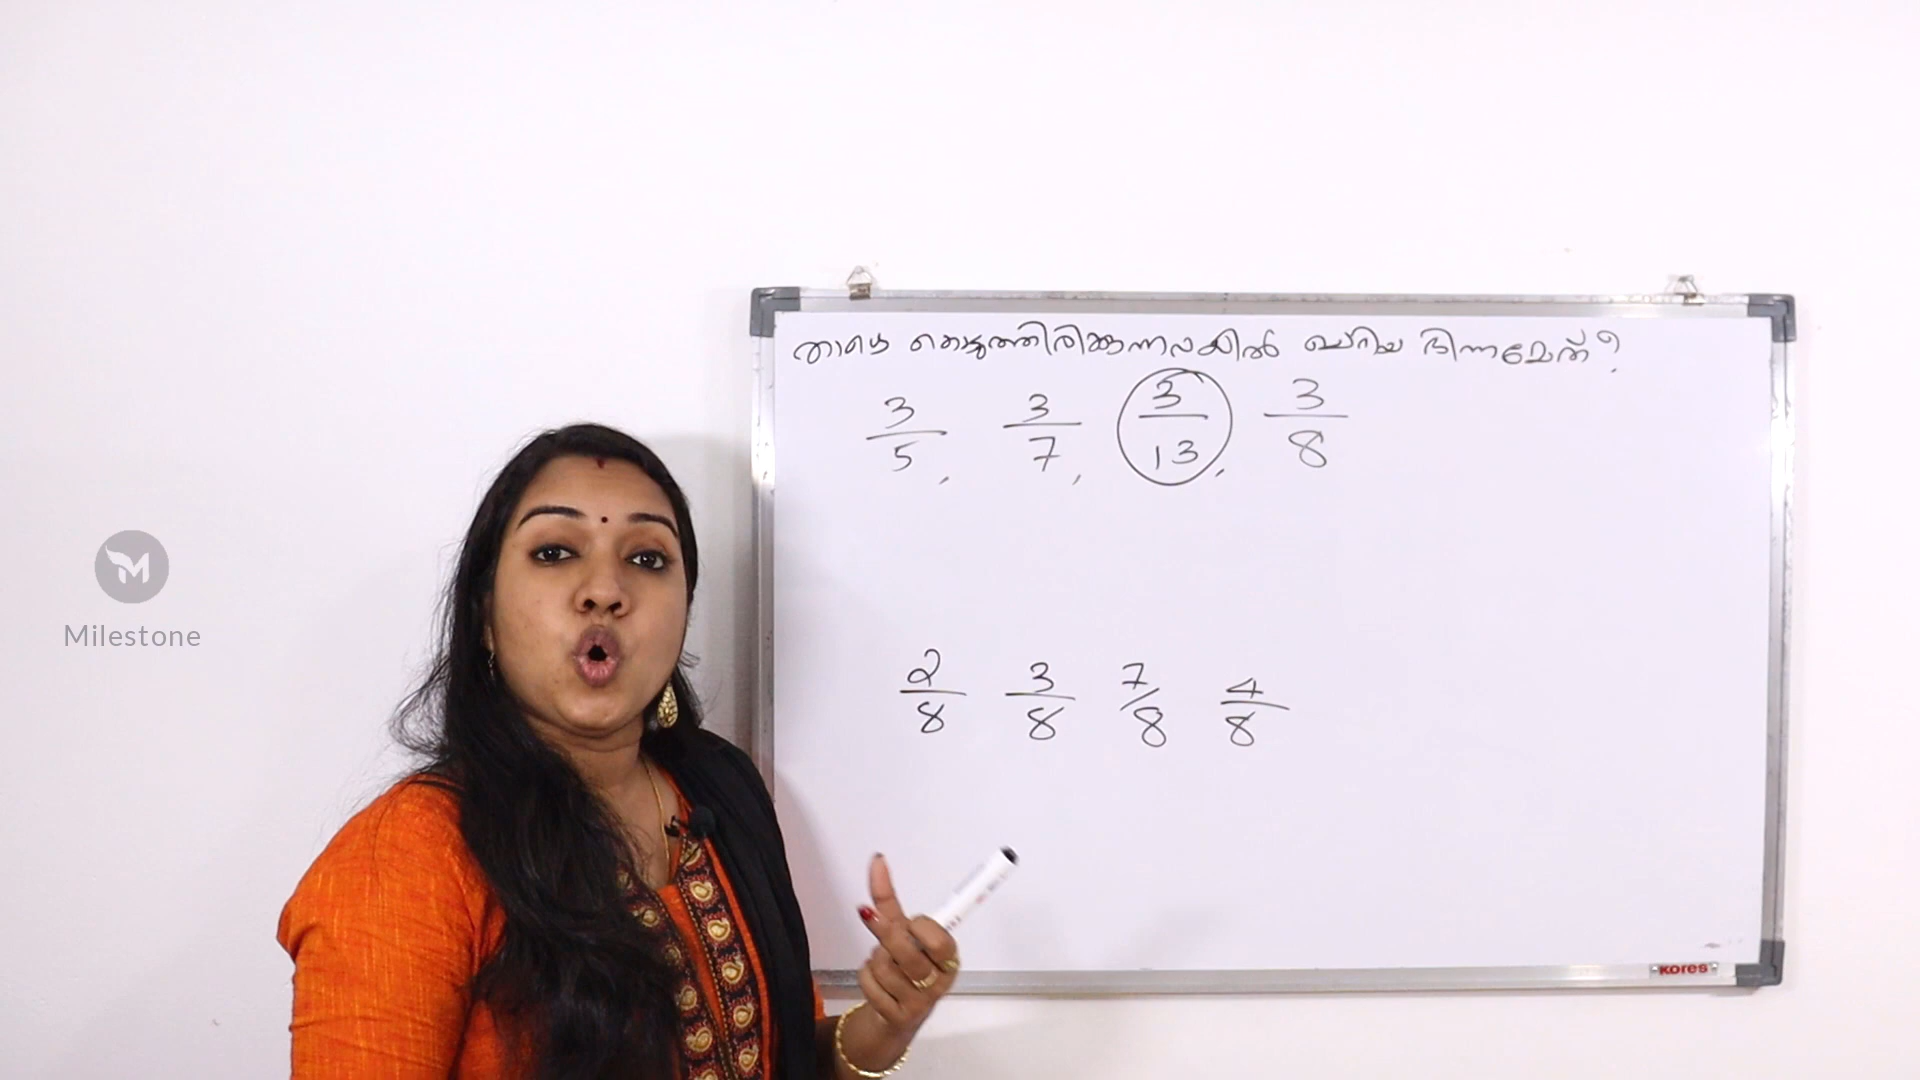 താഴെ കൊടുത്തിരിക്കുന്നവയിൽ ചെറിയ ഭിന്നമേത്?
3/5, 3/7, 3/13, 3/8
Milestone
2/8 3/8 7/8 4/8
KORES